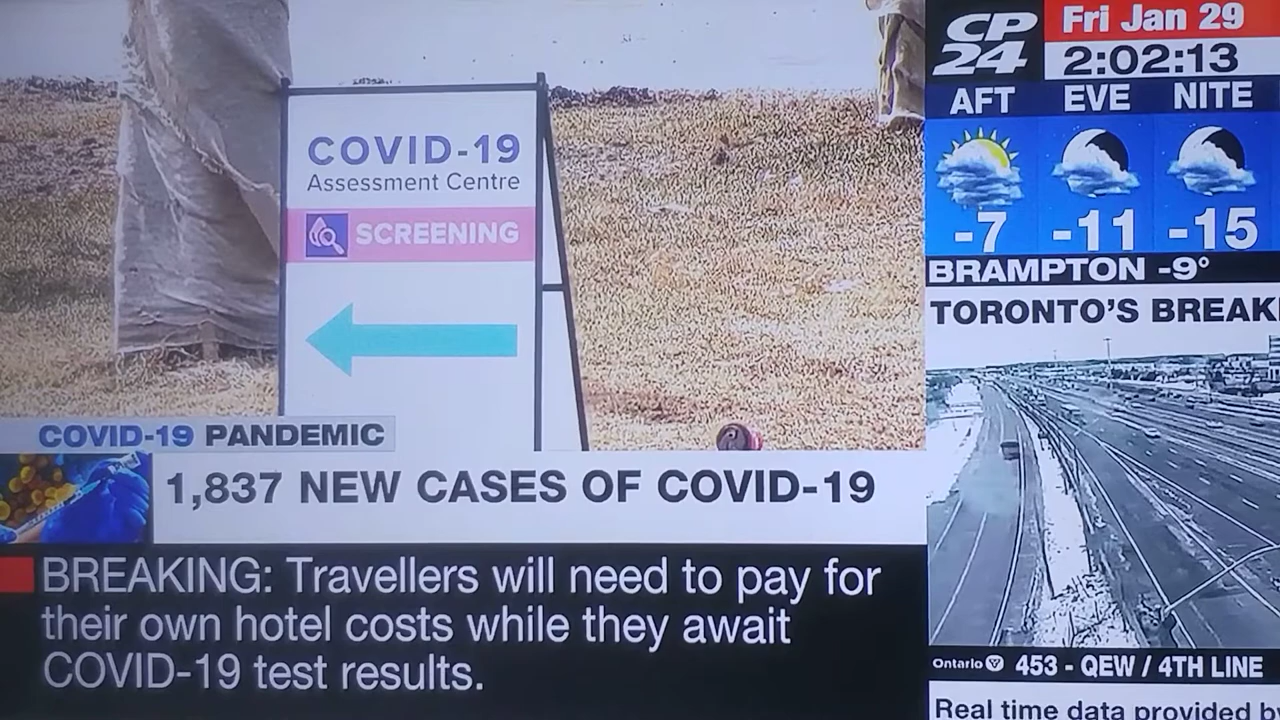 COVID-19
Assessment Centre
SCREENING
COVID-19 PANDEMIC
1,837 NEW CASES OF COVID-19
BREAKING: Travellers will need to pay for
their own hotel costs while they await
COVID-19 test results.
CP
24
Fri Jan 29
2:02:13
AFT EVE NITE
-7 -11 -15
BRAMPTON -9°
TORONTO'S BREAK
Ontario 453 - QEW / 4TH LINE
Real time data provided by